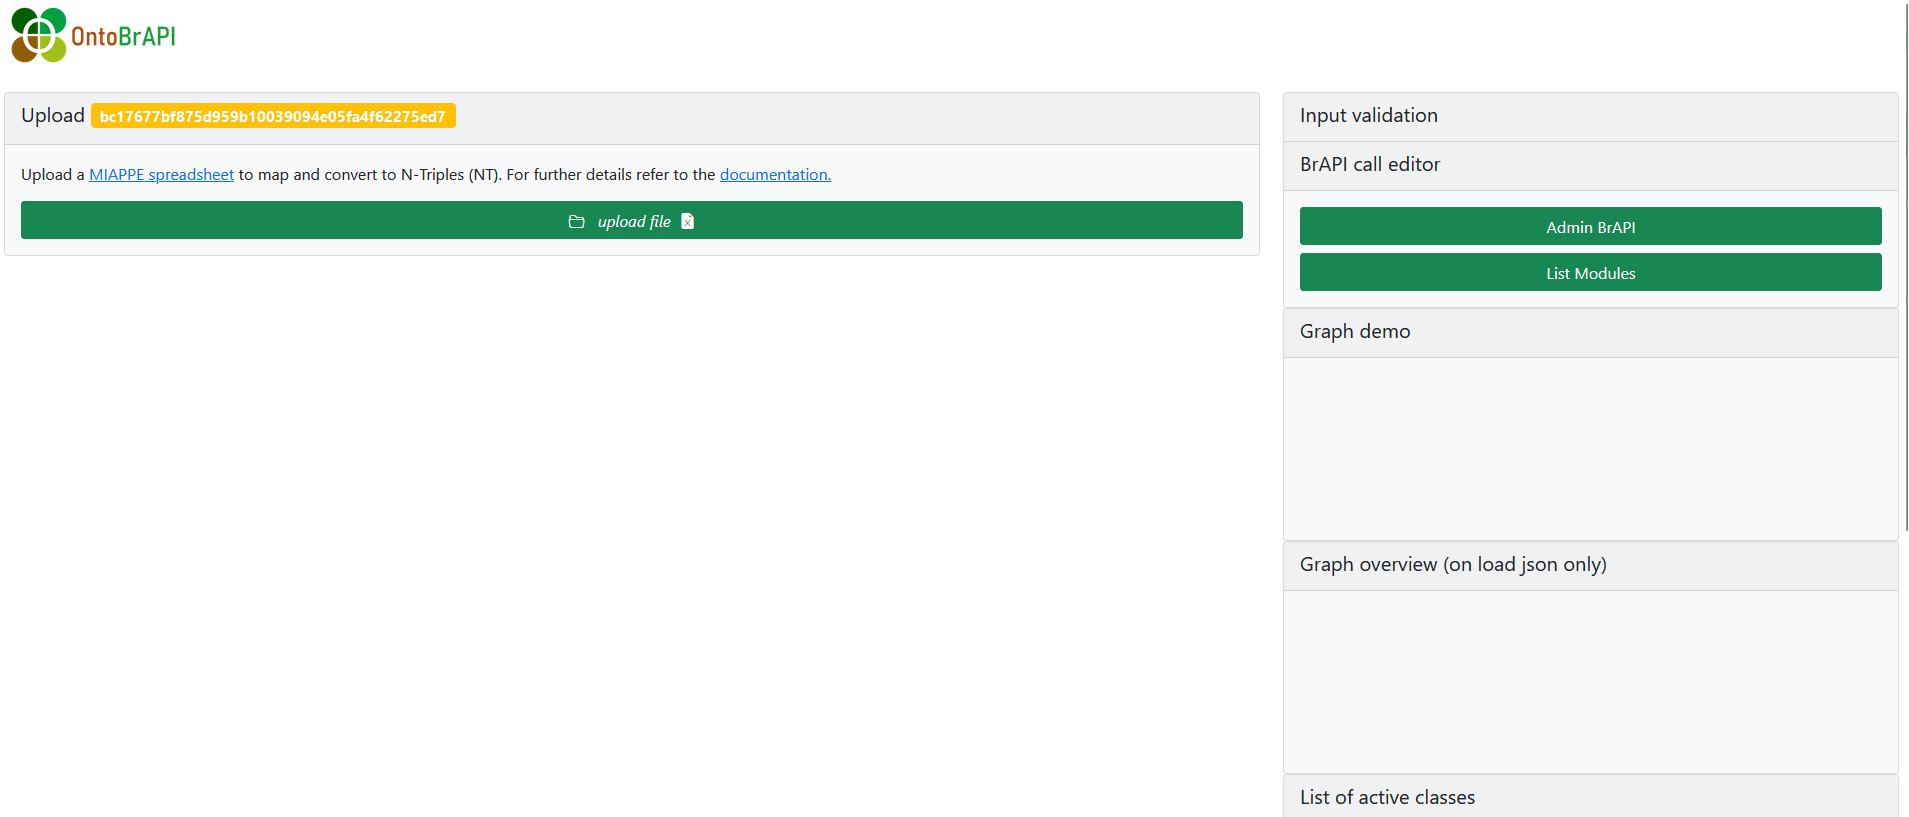 OntoBrAPI
Upload bc17677bf875d959b10039094e05fa4f62275ed7
Upload a MIAPPE spreadsheet to map and convert to N-Triples (NT). For further details refer to the documentation.
upload file
Input validation
BrAPI call editor
Admin BrAPI
List Modules
Graph demo
Graph overview (on load json only)
List of active classes